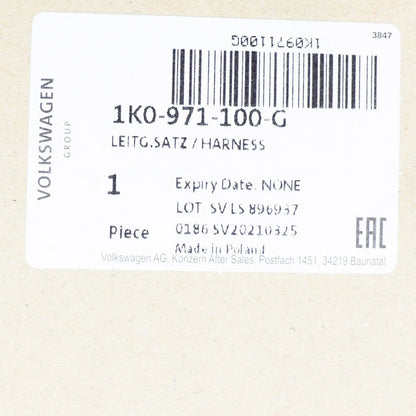 3847
1K0971100G
VOLKSWAGEN
GROUP
1K0-971-100-G
LEITG.SATZ / HARNESS
1 Expiry Date: NONE
LOT: SV LS 896937
Piece 0186 SV20210325
Made in Poland
EAC
Volkswagen AG, Konzern After Sales, Postfach 1451, 34219 Baunatal